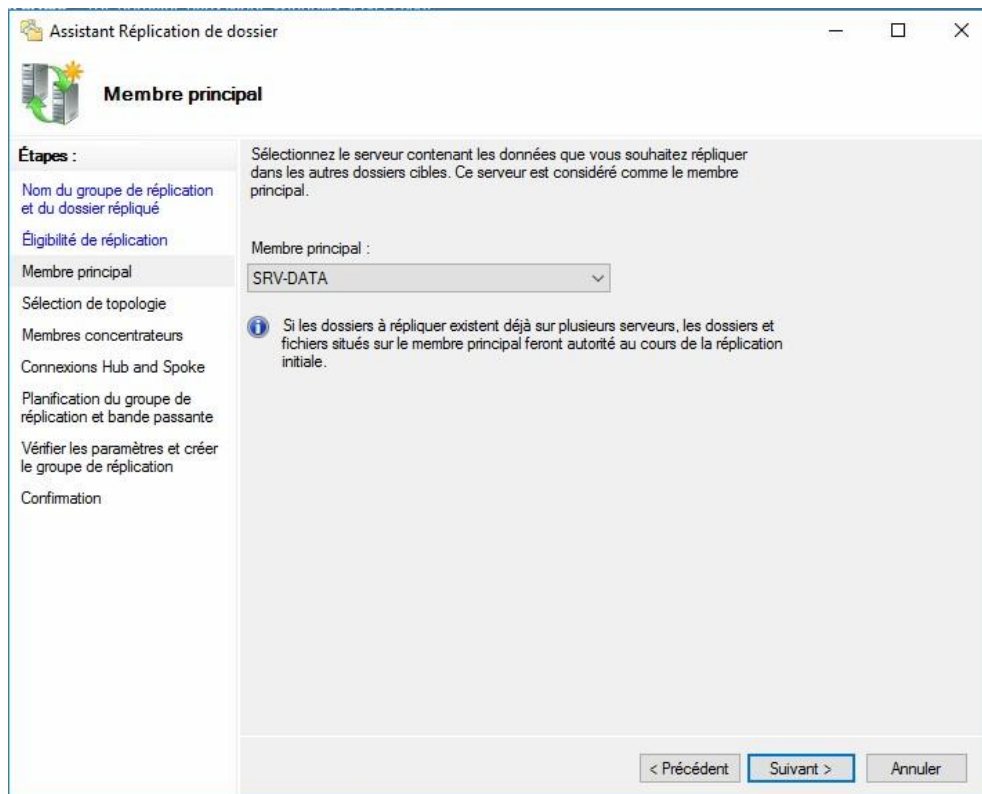 Assistant Réplication de dossier
Membre principal
Étapes :
Nom du groupe de réplication
et du dossier répliqué
Éligibilité de réplication
Membre principal
Sélection de topologie
Membres concentrateurs
Connexions Hub and Spoke
Planification du groupe de
réplication et bande passante
Vérifier les paramètres et créer
le groupe de réplication
Confirmation
Sélectionnez le serveur contenant les données que vous souhaitez répliquer
dans les autres dossiers cibles. Ce serveur est considéré comme le membre
principal.
Membre principal :
SRV-DATA
Si les dossiers à répliquer existent déjà sur plusieurs serveurs, les dossiers et
fichiers situés sur le membre principal feront autorité au cours de la réplication
initiale.
< Précédent
Suivant >
Annuler